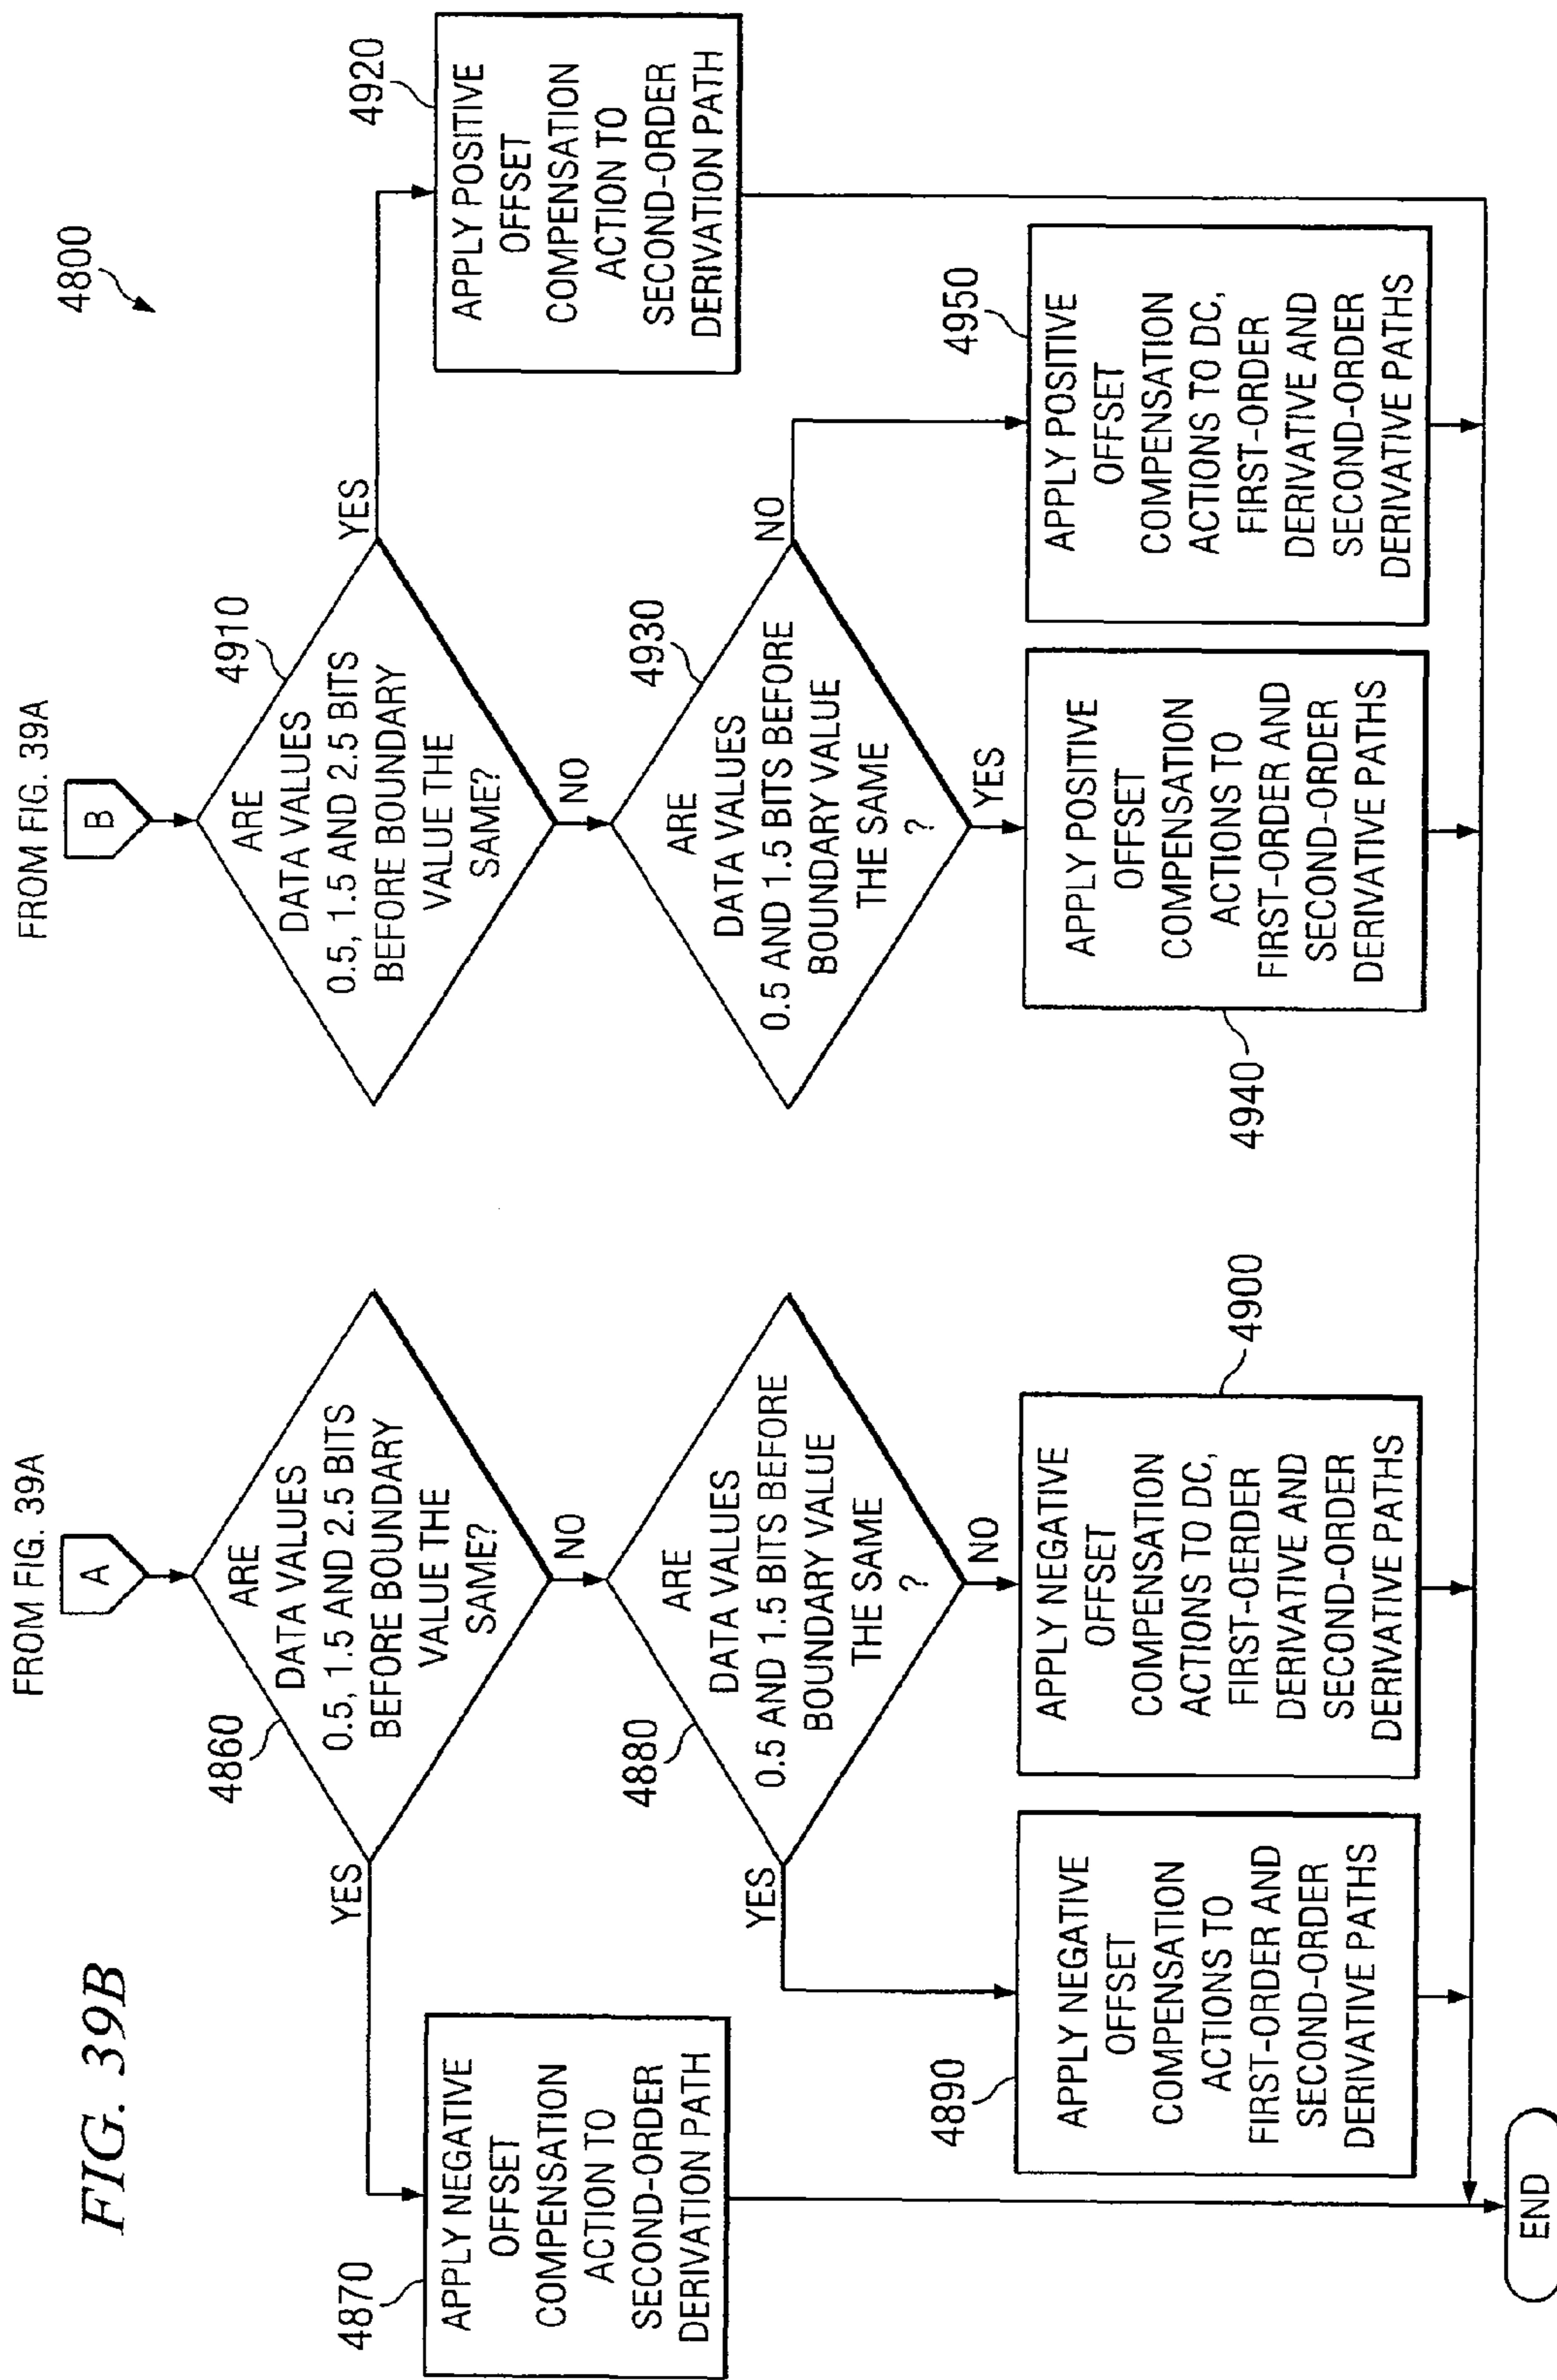 FIG. 39B
4800
FROM FIG. 39A
A
4860
ARE
DATA VALUES
0.5, 1.5 AND 2.5 BITS
BEFORE BOUNDARY
VALUE THE
SAME?
YES
NO
4870
APPLY NEGATIVE
OFFSET
COMPENSATION
ACTION TO
SECOND-ORDER
DERIVATION PATH
4880
ARE
DATA VALUES
0.5 AND 1.5 BITS BEFORE
BOUNDARY VALUE
THE SAME
?
YES
NO
4890
APPLY NEGATIVE
OFFSET
COMPENSATION
ACTIONS TO
FIRST-ORDER AND
SECOND-ORDER
DERIVATIVE PATHS
4900
APPLY NEGATIVE
OFFSET
COMPENSATION
ACTIONS TO DC,
FIRST-OERDER
DERIVATIVE AND
SECOND-ORDER
DERIVATIVE PATHS
FROM FIG. 39A
B
4910
ARE
DATA VALUES
0.5, 1.5 AND 2.5 BITS
BEFORE BOUNDARY
VALUE THE
SAME?
YES
NO
4920
APPLY POSITIVE
OFFSET
COMPENSATION
ACTION TO
SECOND-ORDER
DERIVATION PATH
4930
ARE
DATA VALUES
0.5 AND 1.5 BITS BEFORE
BOUNDARY VALUE
THE SAME
?
NO
YES
4940
APPLY POSITIVE
OFFSET
COMPENSATION
ACTIONS TO
FIRST-ORDER AND
SECOND-ORDER
DERIVATIVE PATHS
4950
APPLY POSITIVE
OFFSET
COMPENSATION
ACTIONS TO DC,
FIRST-ORDER
DERIVATIVE AND
SECOND-ORDER
DERIVATIVE PATHS
END